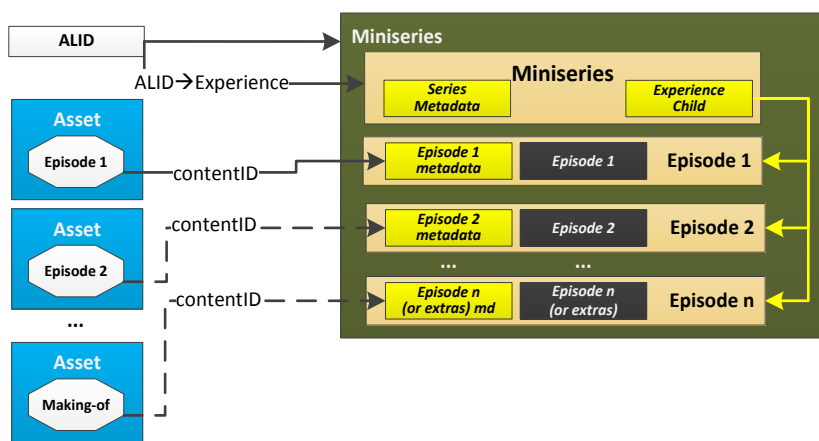 ALID
Miniseries
ALID→Experience
Miniseries
Series
Metadata
Experience
Child
Asset
Episode 1
contentID
Episode 1
metadata
Episode 1
Episode 1
Asset
Episode 2
contentID
Episode 2
metadata
Episode 2
Episode 2
...
...
...
contentID
Episode n
(or extras) md
Episode n
(or extras)
Episode n
Asset
Making-of